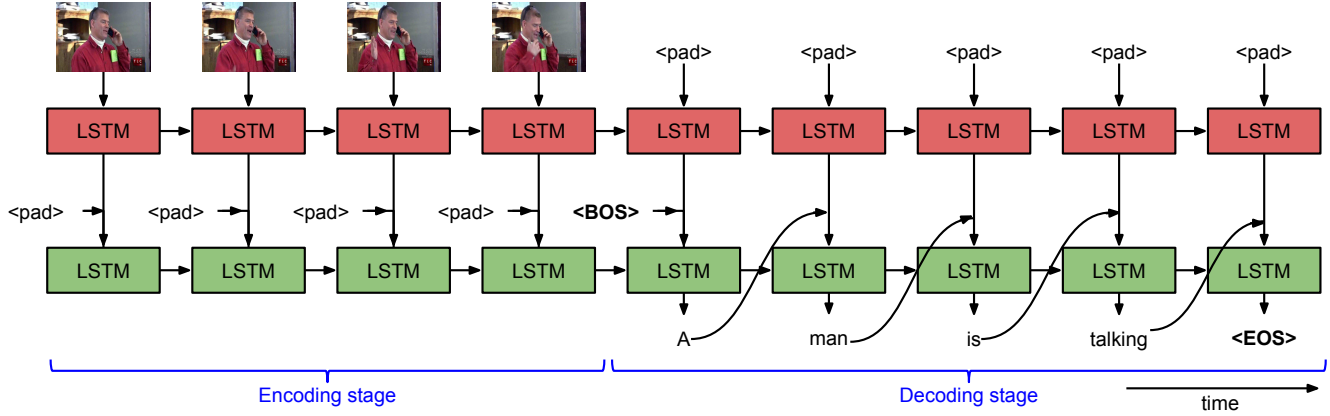 <pad> <pad> <pad> <pad> <pad>
LSTM LSTM LSTM LSTM LSTM LSTM LSTM LSTM LSTM
<pad> <pad> <pad> <pad> <BOS>
LSTM LSTM LSTM LSTM LSTM LSTM LSTM LSTM LSTM
A man is talking <EOS>
Encoding stage Decoding stage
time